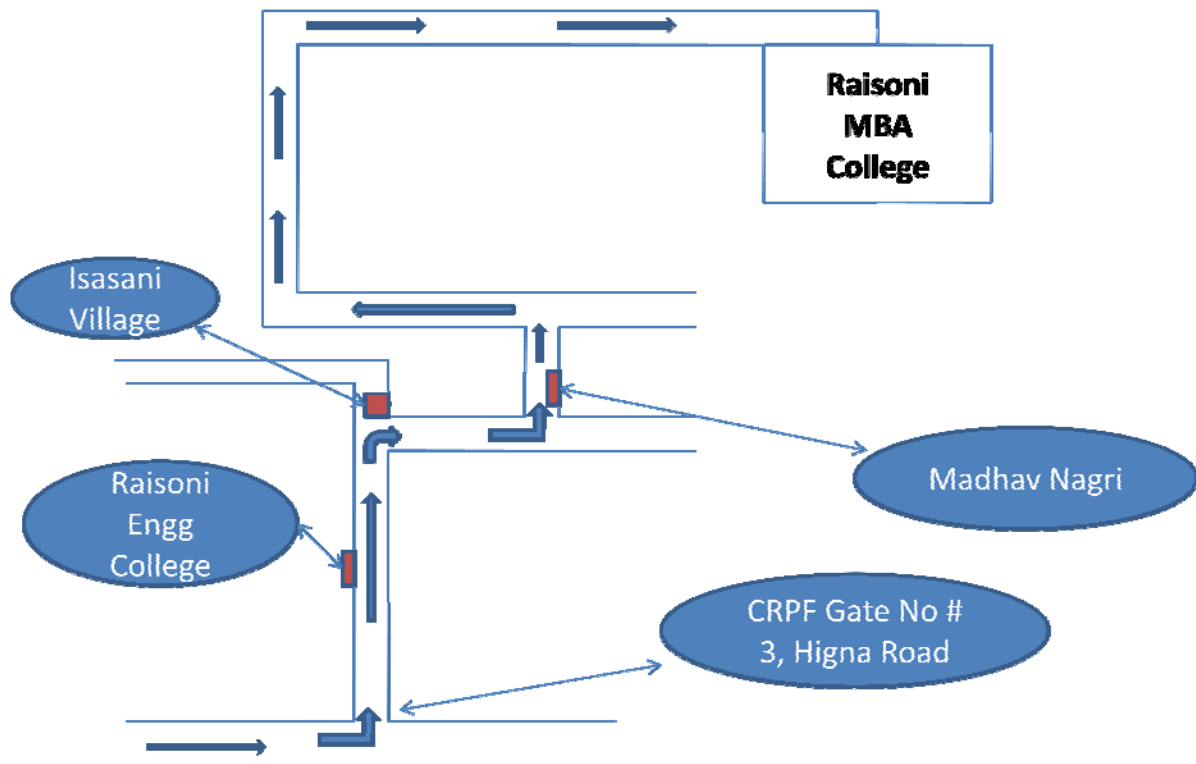 Raisoni
MBA
College
Isasani
Village
Raisoni
Engg
College
Madhav Nagri
CRPF Gate No #
3, Higna Road